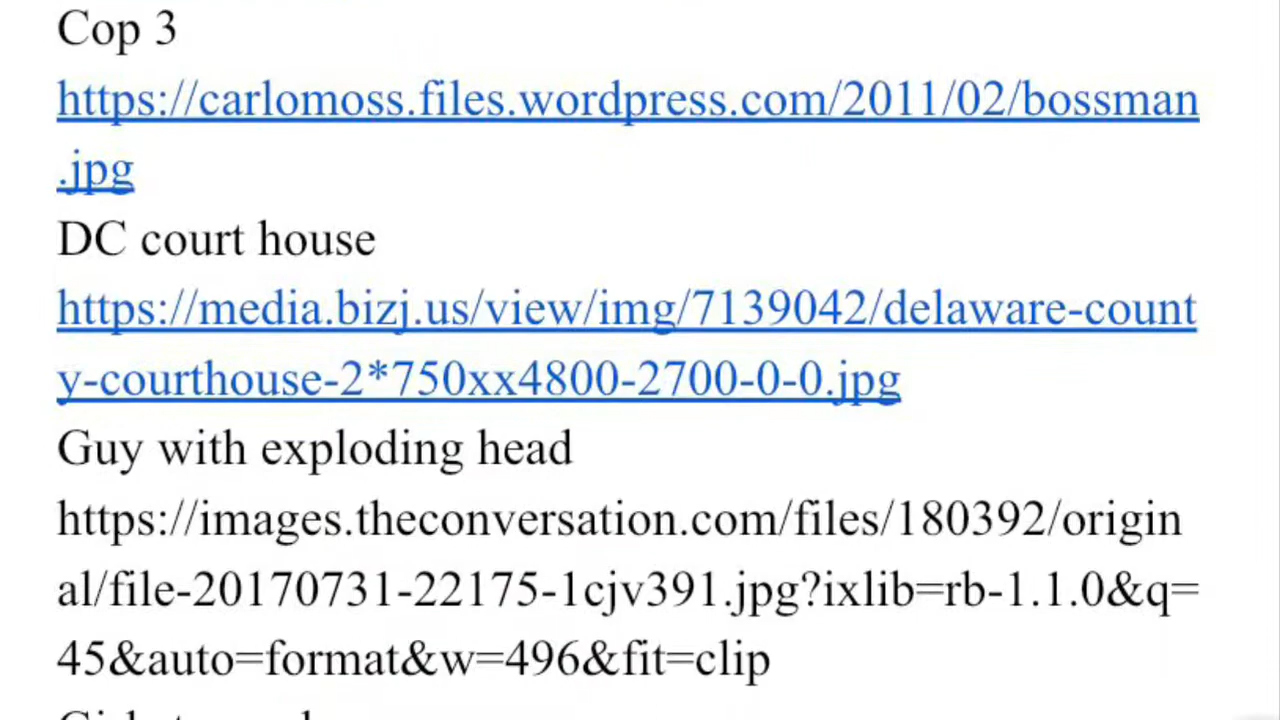 Cop 3
https://carlomoss.files.wordpress.com/2011/02/bossman
.jpg
DC court house
https://media.bizj.us/view/img/7139042/delaware-count
y-courthouse-2*750xx4800-2700-0-0.jpg
Guy with exploding head
https://images.theconversation.com/files/180392/origin
al/file-20170731-22175-1cjv391.jpg?ixlib=rb-1.1.0&q=
45&auto=format&w=496&fit=clip